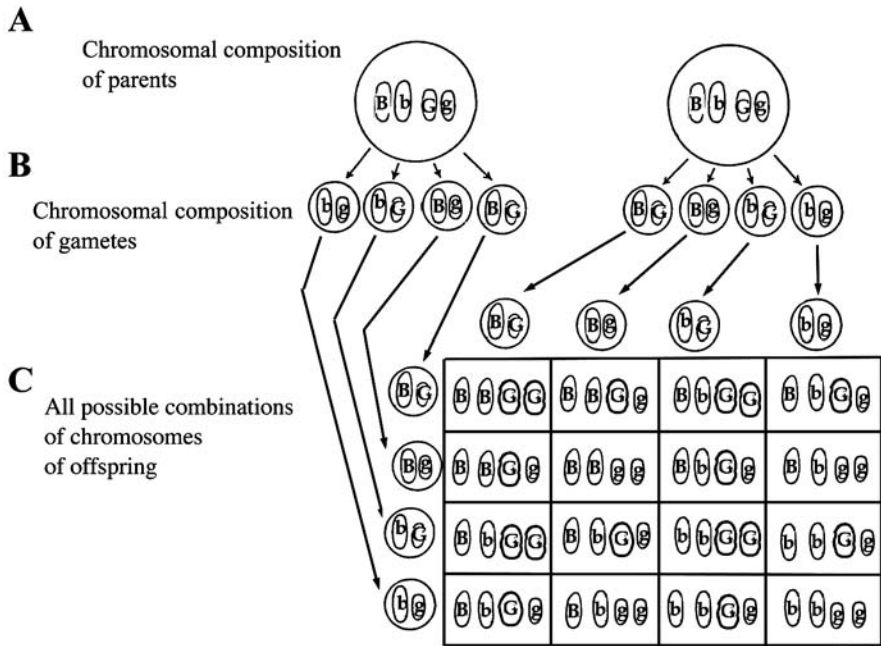 A
Chromosomal composition
of parents
B b G g
B b G g
B
Chromosomal composition
of gametes
b g b G B g B G
B G B g b G b g
B G B g b G b g
C
All possible combinations
of chromosomes
of offspring
B G B B G G B B G g B b G G B b G g
B g B B G g B B g g B b G g B b g g
b G B b G G B b G g b b G G b b G g
b g B b G g B b g g b b G g b b g g